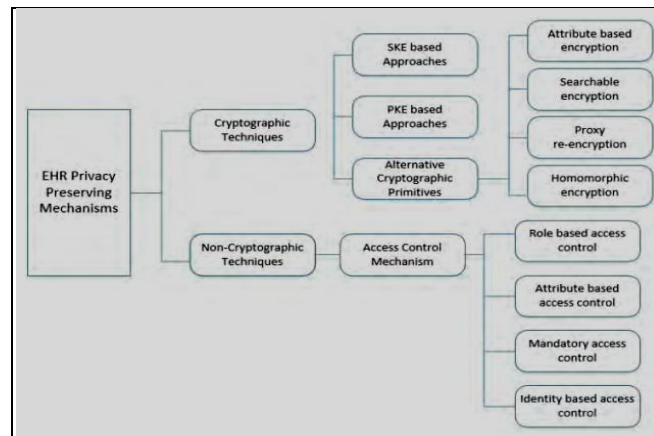 EHR Privacy
Preserving
Mechanisms
Cryptographic
Techniques
SKE based
Approaches
PKE based
Approaches
Alternative
Cryptographic
Primitives
Attribute based
encryption
Searchable
encryption
Proxy
re-encryption
Homomorphic
encryption
Non-Cryptographic
Techniques
Access Control
Mechanism
Role based access
control
Attribute based
access control
Mandatory access
control
Identity based access
control